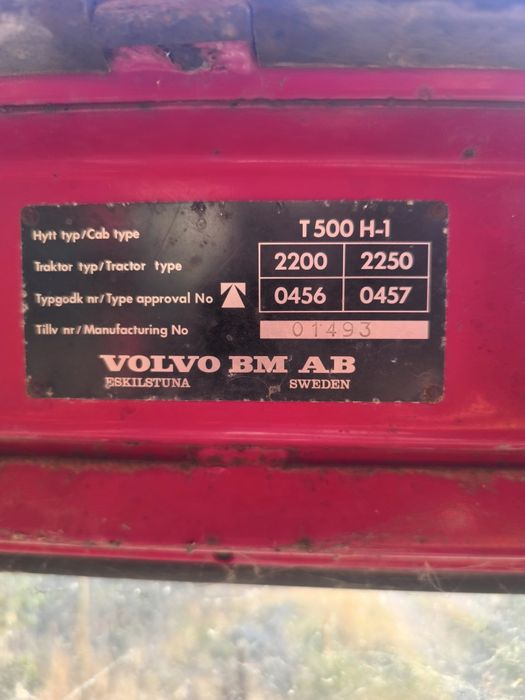 Hytt typ/Cab type T 500 H-1
Traktor typ/Tractor type 2200 2250
Typgodk nr/Type approval No 0456 0457
Tillv nr/Manufacturing No 01493
VOLVO BM AB
ESKILSTUNA SWEDEN